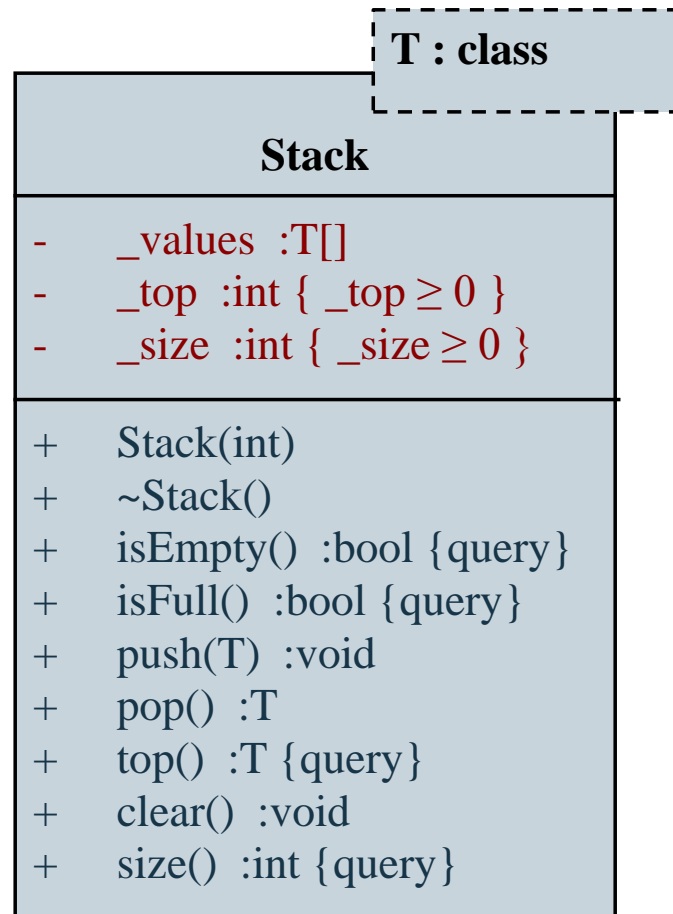 T : class
Stack
- _values :T[]
- _top :int { _top ≥ 0 }
- _size :int { _size ≥ 0 }
+ Stack(int)
+ ~Stack()
+ isEmpty() :bool {query}
+ isFull() :bool {query}
+ push(T) :void
+ pop() :T
+ top() :T {query}
+ clear() :void
+ size() :int {query}